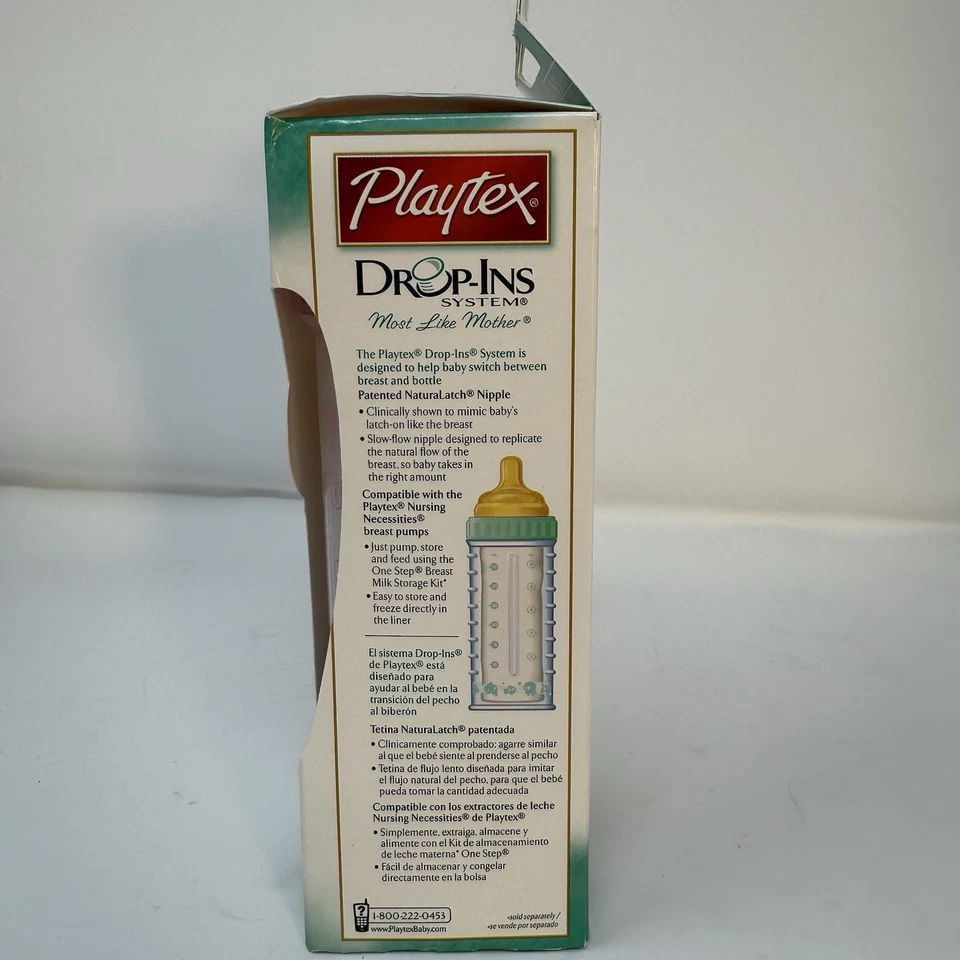 Playtex®
DROP-INS
SYSTEM®
Most Like Mother®
The Playtex® Drop-Ins® System is
designed to help baby switch between
breast and bottle
Patented NaturaLatch® Nipple
• Clinically shown to mimic baby's
latch-on like the breast
• Slow-flow nipple designed to replicate
the natural flow of the
breast, so baby takes in
the right amount
Compatible with the
Playtex® Nursing
Necessities®
breast pumps
• Just pump, store
and feed using the
One Step® Breast
Milk Storage Kit*
• Easy to store and
freeze directly in
the liner
El sistema Drop-Ins®
de Playtex® está
diseñado para
ayudar al bebé en la
transición del pecho
al biberón
Tetina NaturaLatch® patentada
• Clínicamente comprobado: agarre similar
al que el bebé siente al prenderse al pecho
• Tetina de flujo lento diseñada para imitar
el flujo natural del pecho, para que el bebé
pueda tomar la cantidad adecuada
Compatible con los extractores de leche
Nursing Necessities® de Playtex®
• Simplemente, extraiga, almacene y
alimente con el Kit de almacenamiento
de leche materna* One Step®
• Fácil de almacenar y congelar
directamente en la bolsa
?
1-800-222-0453
www.PlaytexBaby.com
*sold separately /
*se vende por separado